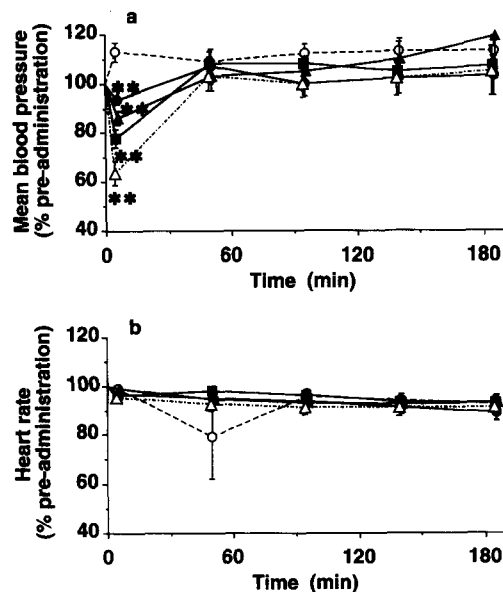 a
120
100
80
60
40
Mean blood pressure
(% pre-administration)
**
**
**
**
0
60
120
180
Time (min)
b
120
100
80
60
40
Heart rate
(% pre-administration)
0
60
120
180
Time (min)